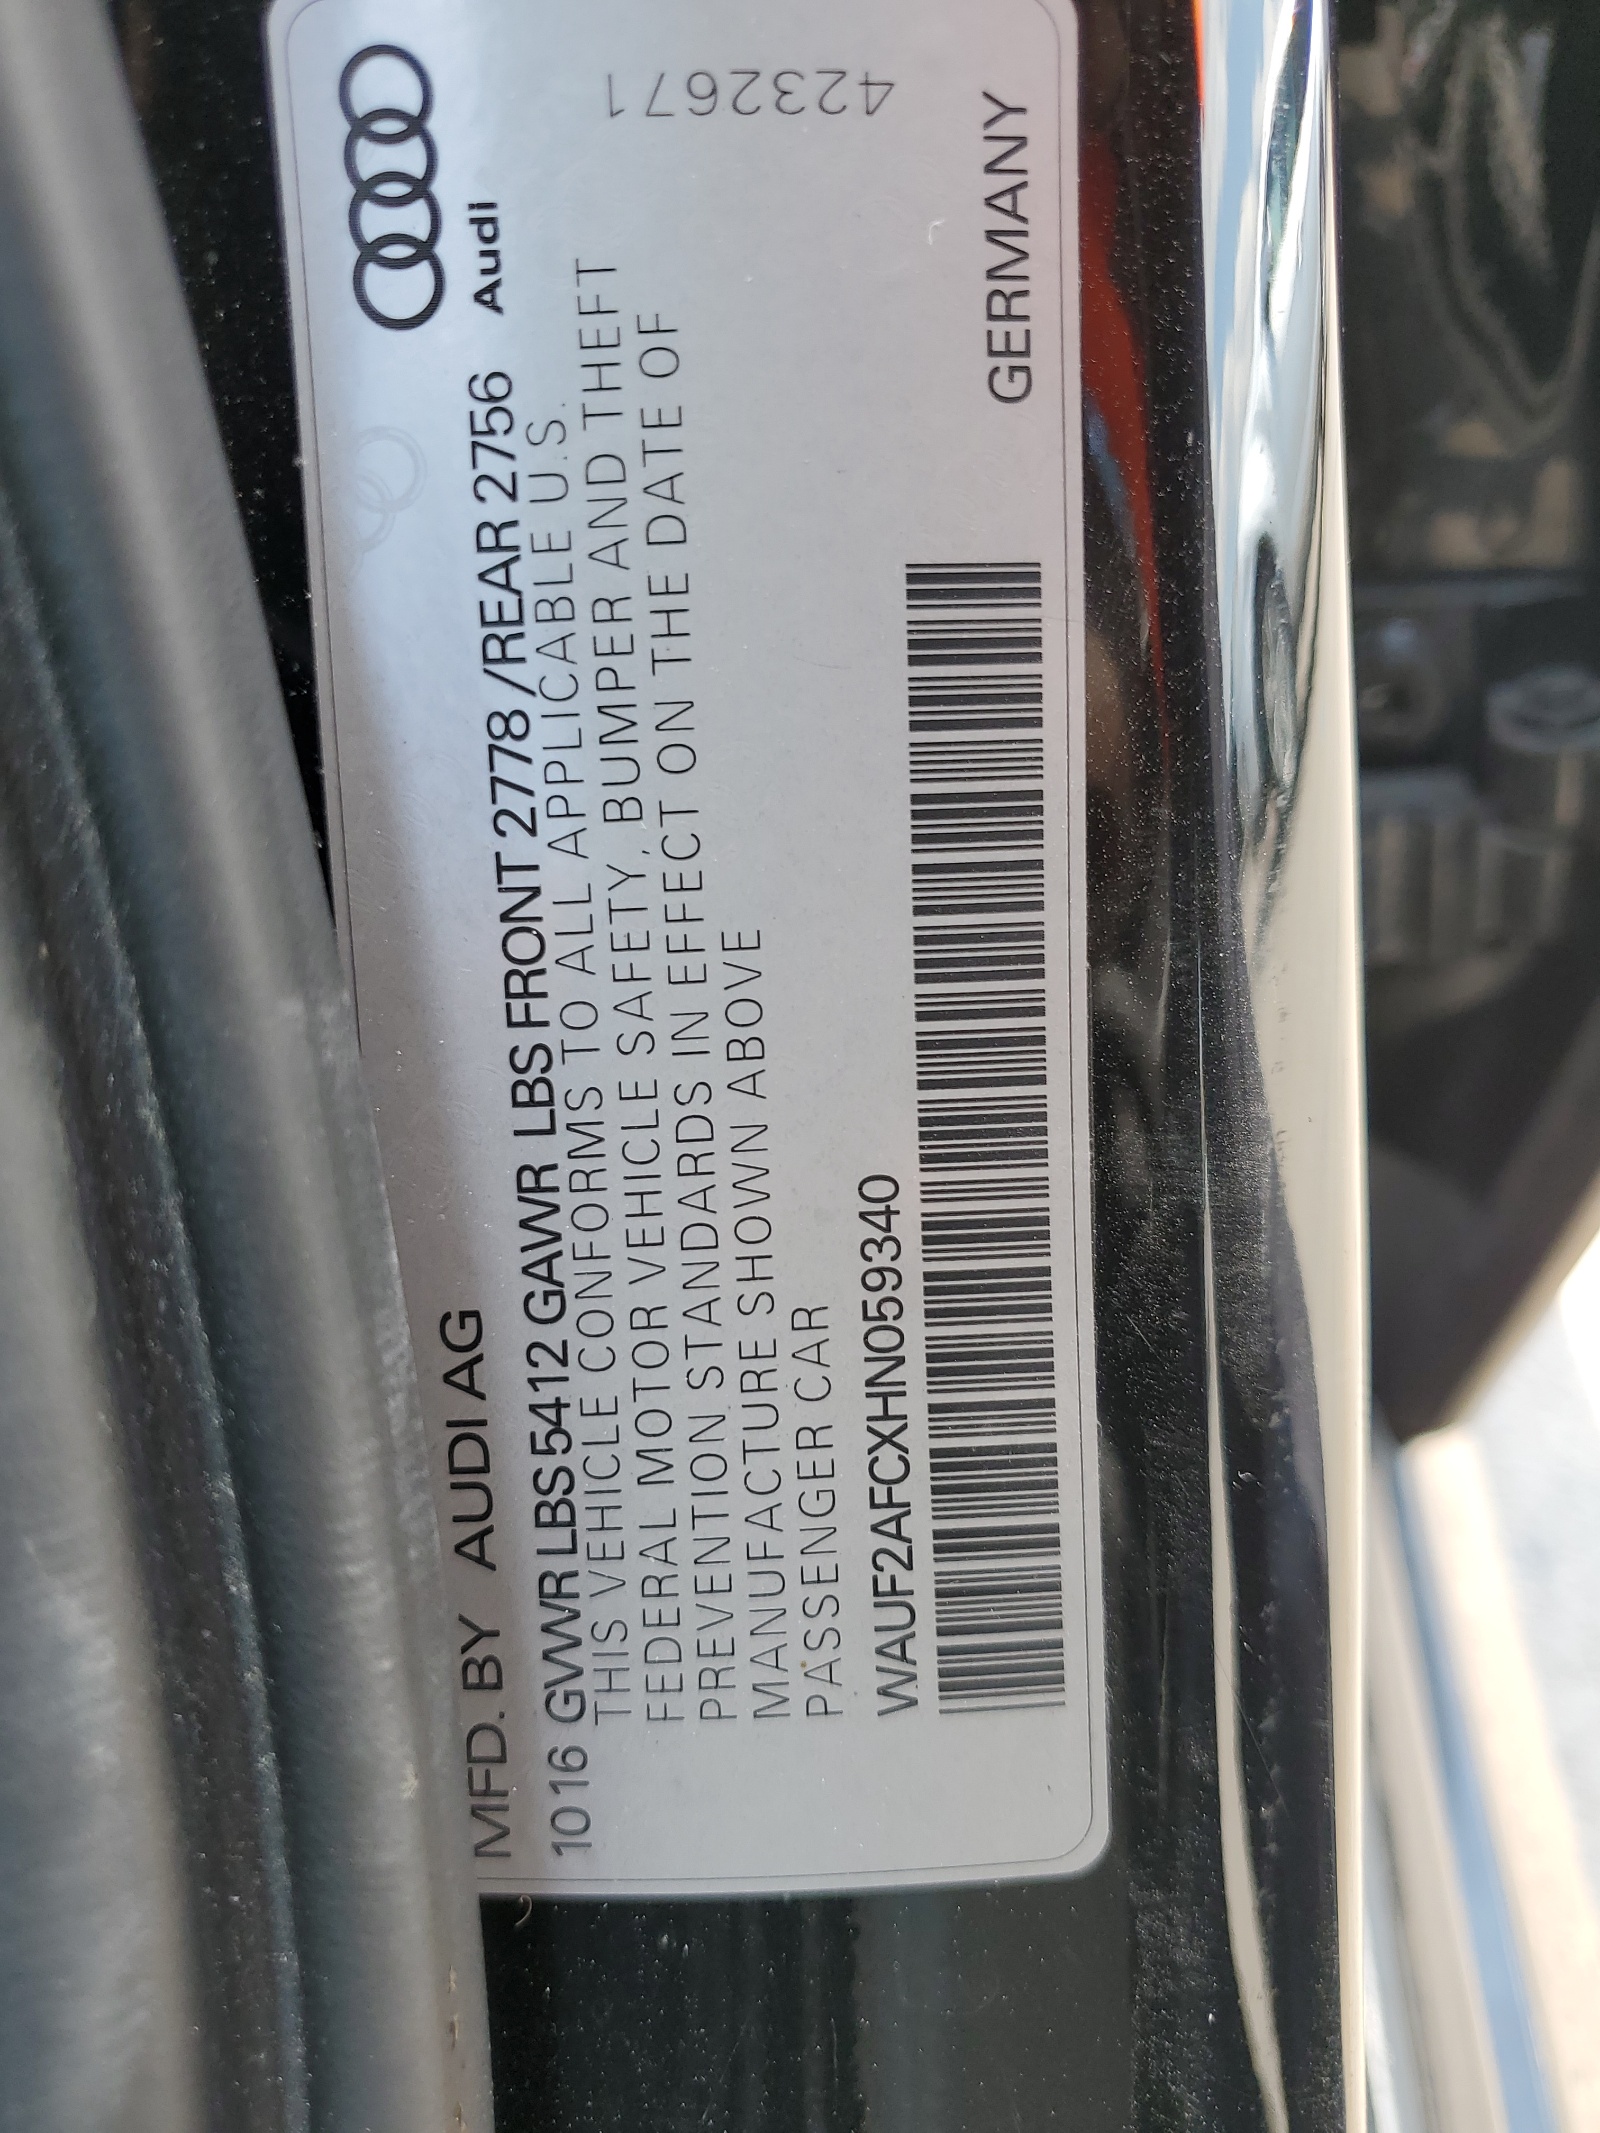 MFD. BY AUDI AG
1016 GVWR LBS 5412 GAWR LBS FRONT 2778 /REAR 2756
Audi
THIS VEHICLE CONFORMS TO ALL APPLICABLE U.S.
FEDERAL MOTOR VEHICLE SAFETY, BUMPER AND THEFT
PREVENTION STANDARDS IN EFFECT ON THE DATE OF
MANUFACTURE SHOWN ABOVE
PASSENGER CAR
4232671
WAUF2AFCXHN059340
GERMANY